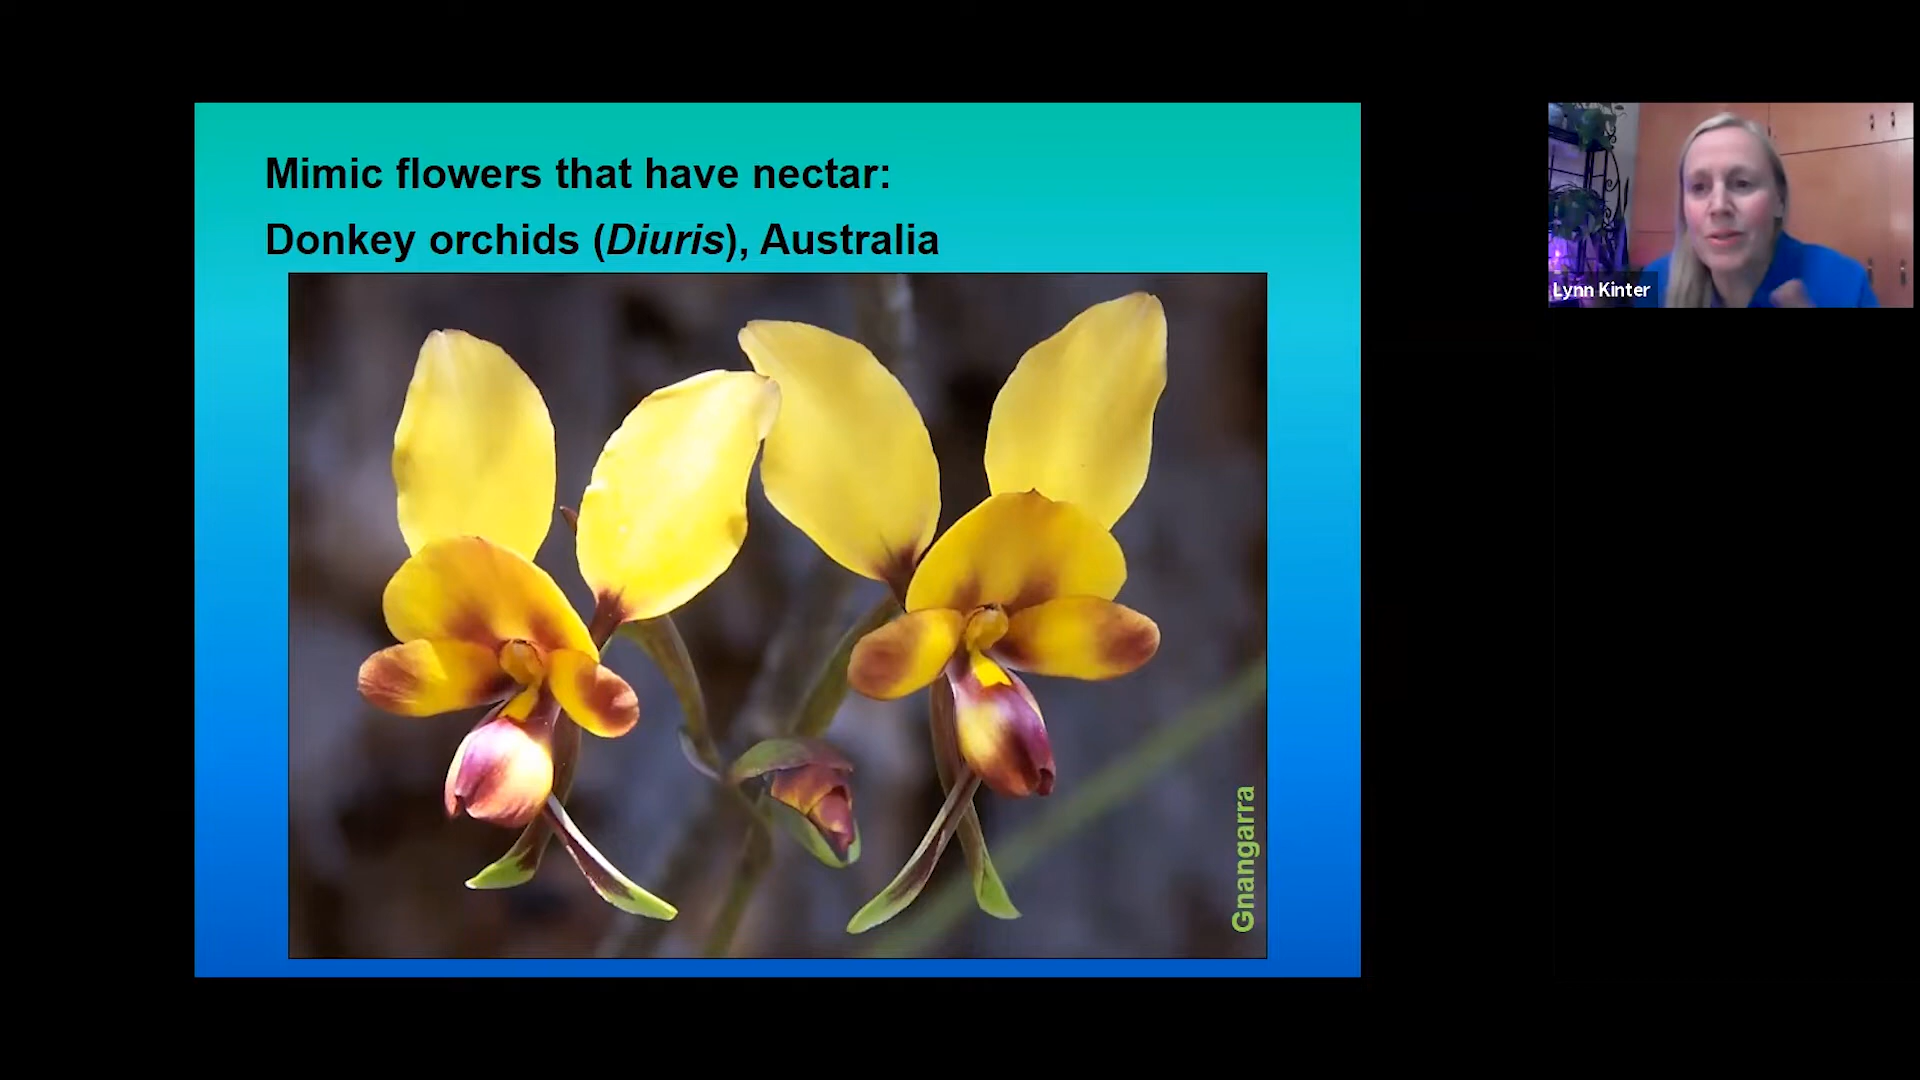 Mimic flowers that have nectar:
Donkey orchids (Diuris), Australia
Gnangarra
Lynn Kinter